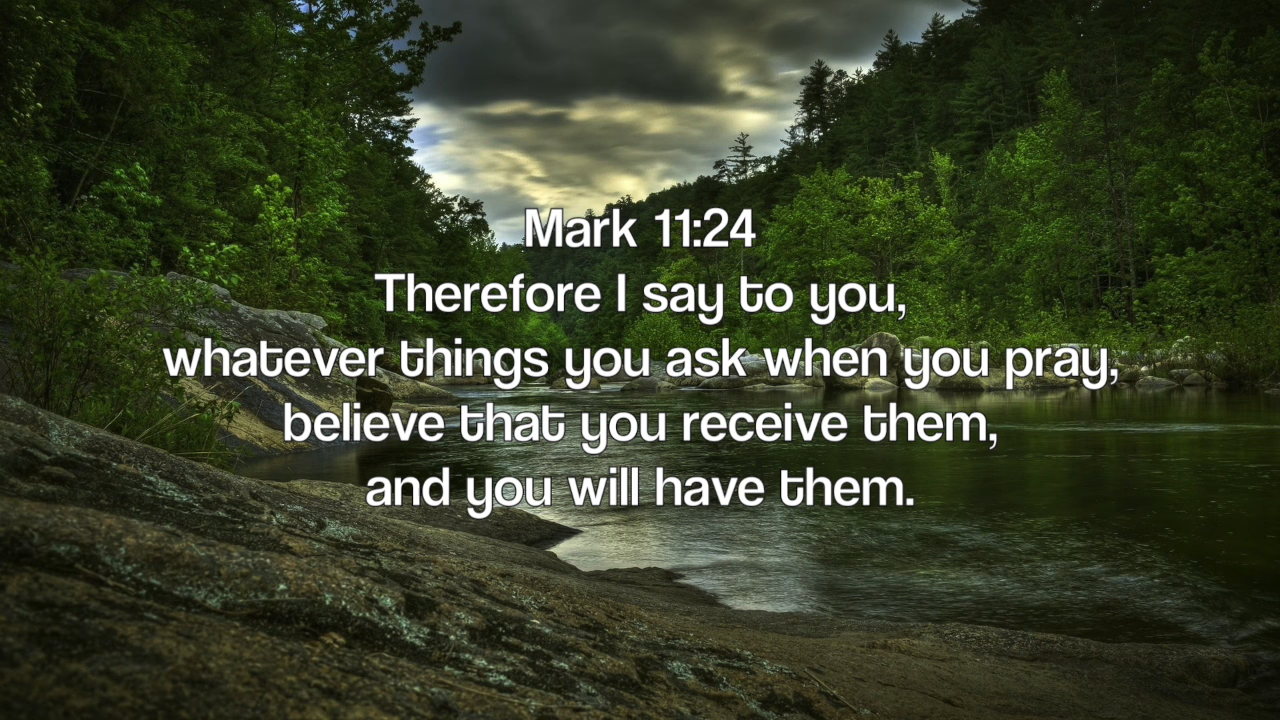 Mark 11:24
Therefore I say to you,
whatever things you ask when you pray,
believe that you receive them,
and you will have them.